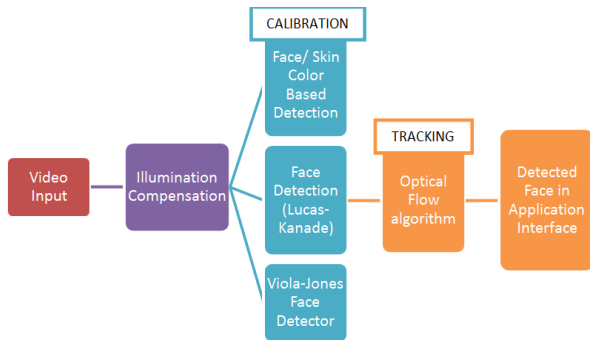 CALIBRATION
Face/ Skin
Color
Based
Detection
TRACKING
Video
Input
Illumination
Compensation
Face
Detection
(Lucas-
Kanade)
Optical
Flow
algorithm
Detected
Face in
Application
Interface
Viola-Jones
Face
Detector